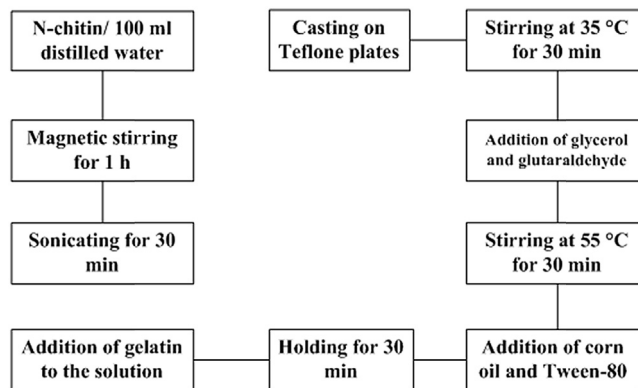 N-chitin/ 100 ml
distilled water
Magnetic stirring
for 1 h
Sonicating for 30
min
Addition of gelatin
to the solution
Holding for 30
min
Addition of corn
oil and Tween-80
Stirring at 55 °C
for 30 min
Addition of glycerol
and glutaraldehyde
Stirring at 35 °C
for 30 min
Casting on
Teflone plates